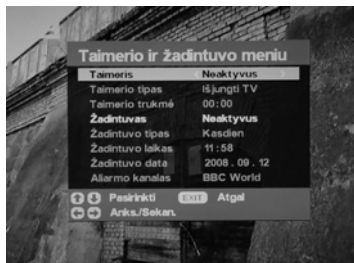 Taimerio ir žadintuvo meniu
Taimeris Neaktyvus
Taimerio tipas Išjungti TV
Taimerio trukmė 00:00
Žadintuvas Neaktyvus
Žadintuvo tipas Kasdien
Žadintuvo laikas 11:58
Žadintuvo data 2008 . 09 . 12
Aliarmo kanalas BBC World
Pasirinkti EXIT Atgal
Anks./Sekan.